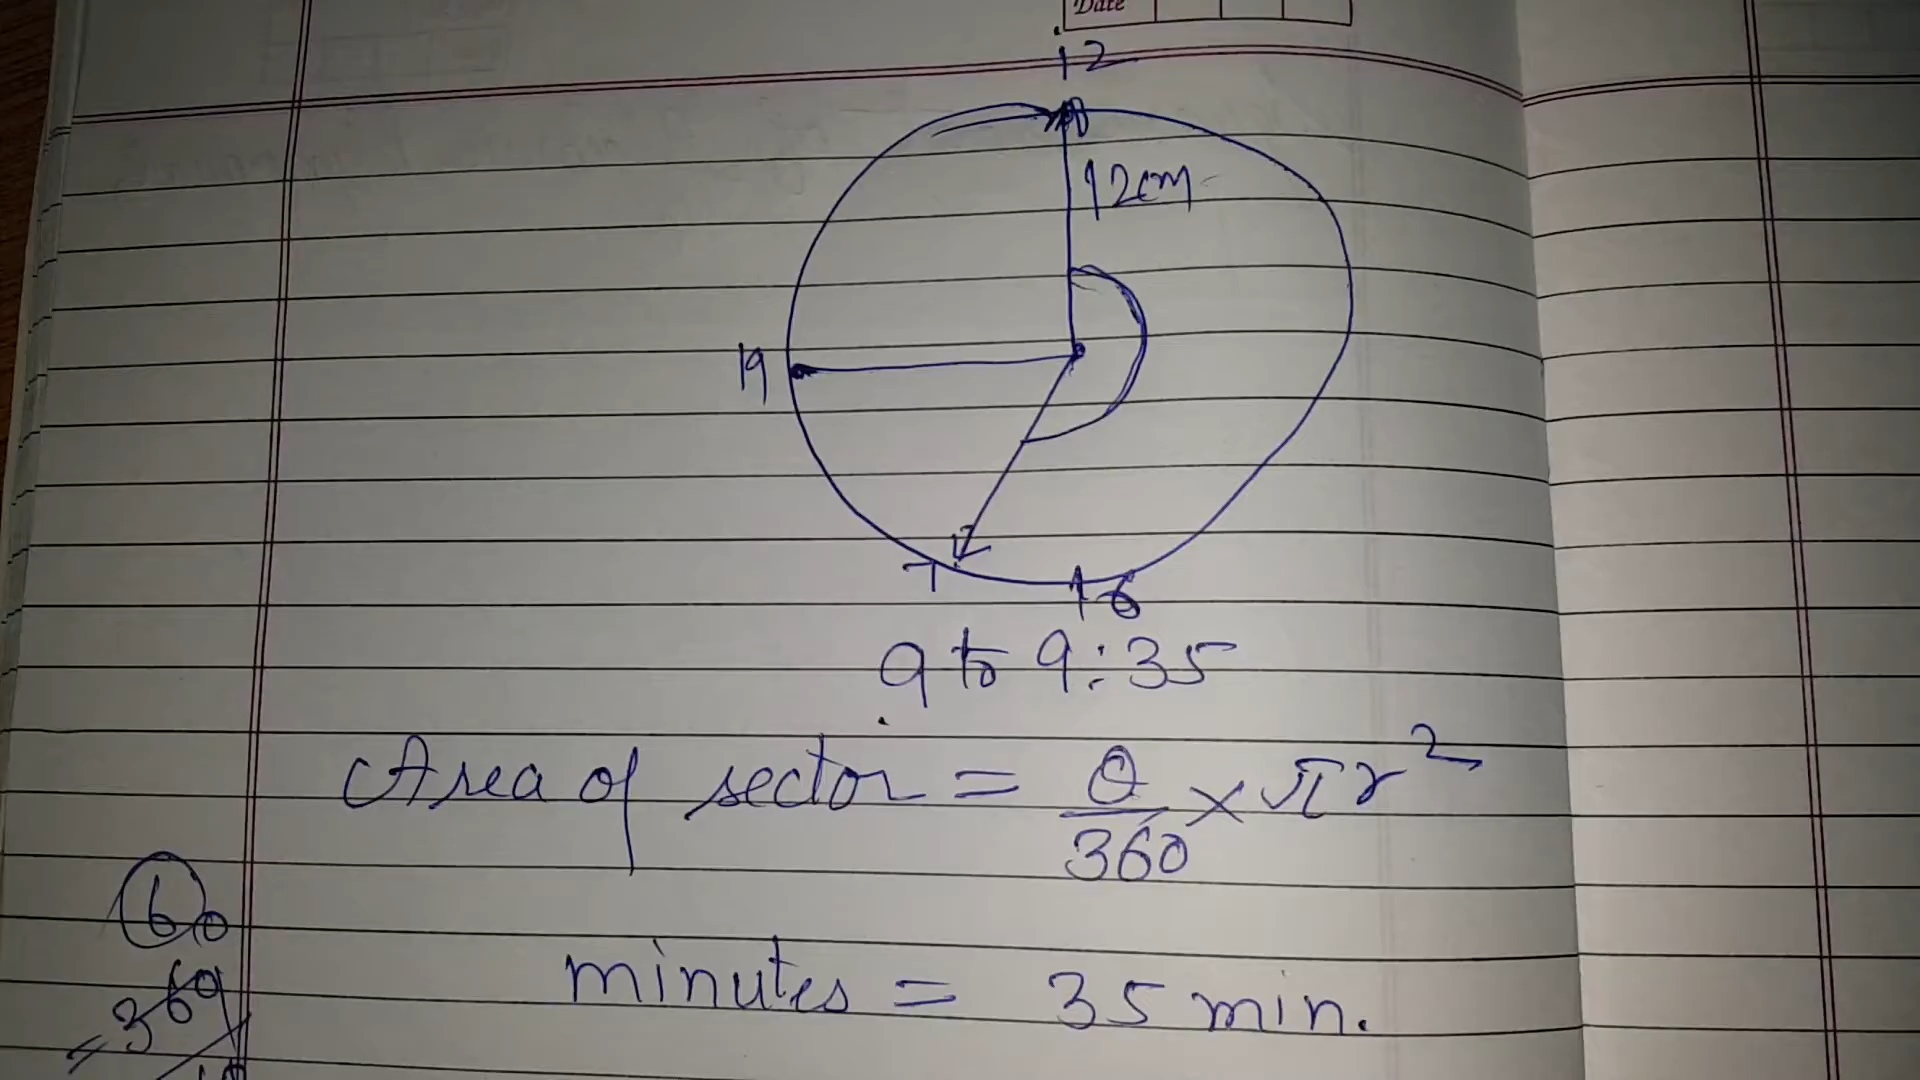 Date
12
12cm
9
7
6
9 to 9:35
Area of sector = θ/360 × πr²
60
360
minutes = 35 min.